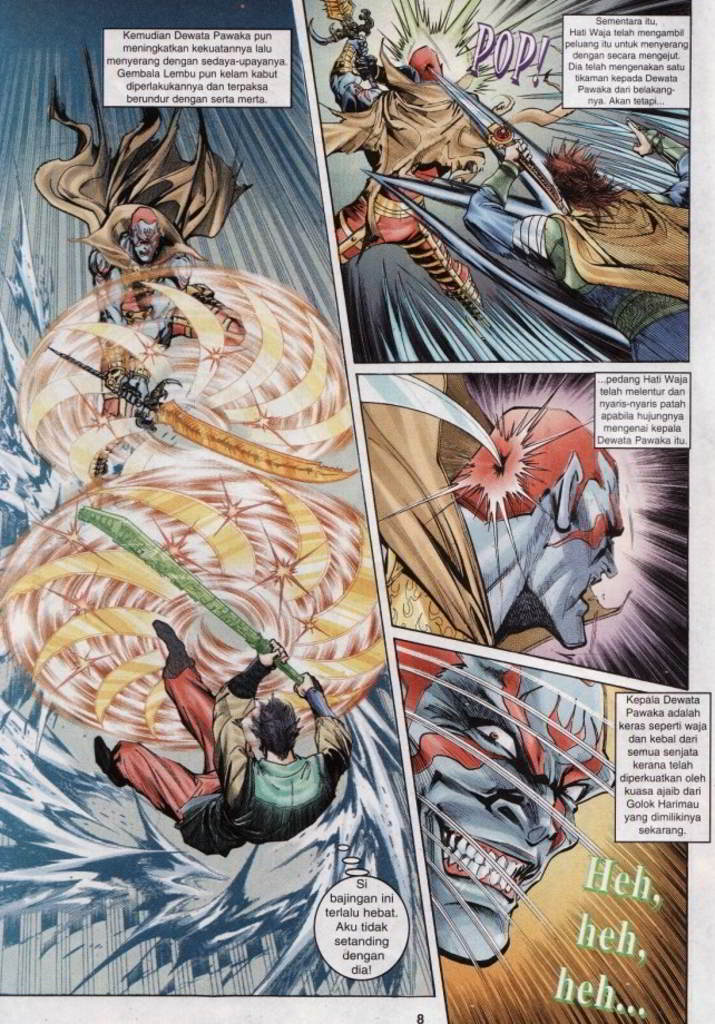 Kemudian Dewata Pawaka pun
meningkatkan kekuatannya lalu
menyerang dengan sedaya-upayanya.
Gembala Lembu pun kelam kabut
diperlakukannya dan terpaksa
berundur dengan serta merta.
Si
bajingan ini
terlalu hebat.
Aku tidak
setanding
dengan
dia!
POP!
Sementara itu,
Hati Waja telah mengambil
peluang itu untuk menyerang
dengan secara mengejut.
Dia telah mengenakan satu
tikaman kepada Dewata
Pawaka dari belakang-
nya. Akan tetapi...
...pedang Hati Waja
telah melentur dan
nyaris-nyaris patah
apabila hujungnya
mengenai kepala
Dewata Pawaka itu.
Kepala Dewata
Pawaka adalah
keras seperti waja
dan kebal dari
semua senjata
kerana telah
diperkuatkan oleh
kuasa ajaib dari
Golok Harimau
yang dimilikinya
sekarang.
Heh,
heh,
heh...
8